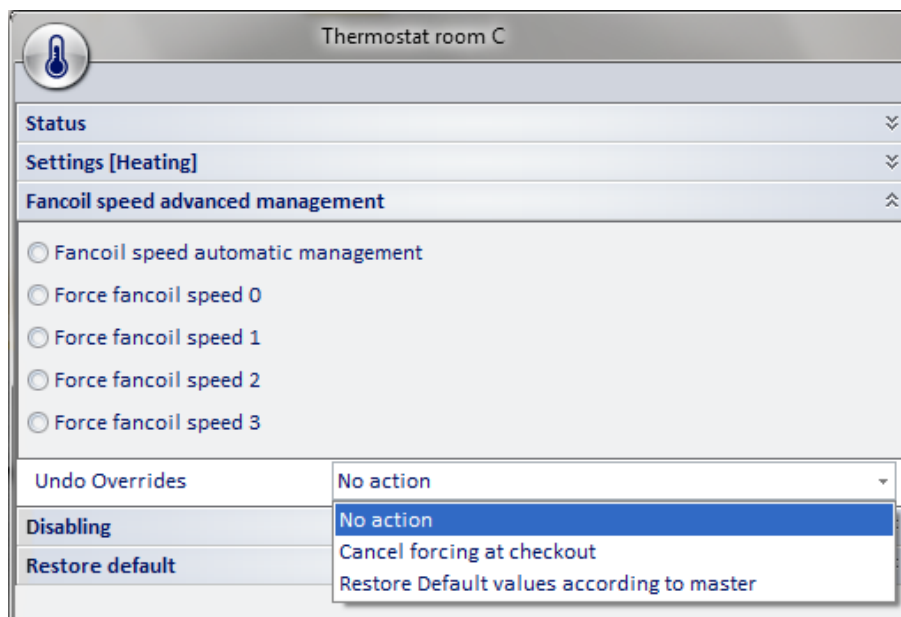 Thermostat room C
Status
Settings [Heating]
Fancoil speed advanced management
Fancoil speed automatic management
Force fancoil speed 0
Force fancoil speed 1
Force fancoil speed 2
Force fancoil speed 3
Undo Overrides No action
Disabling
No action
Cancel forcing at checkout
Restore default
Restore Default values according to master